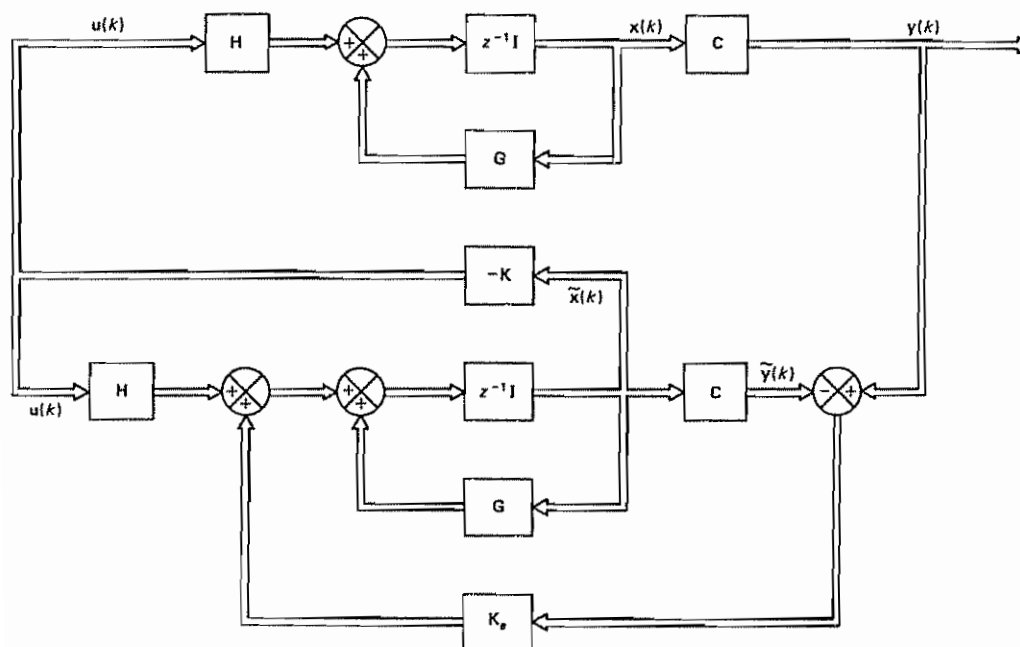 u(k)
H
+
+
z⁻¹I
x(k)
C
y(k)
G
-K
x̃(k)
u(k)
H
+
+
+
+
z⁻¹I
C
ỹ(k)
-
+
G
Kₑ